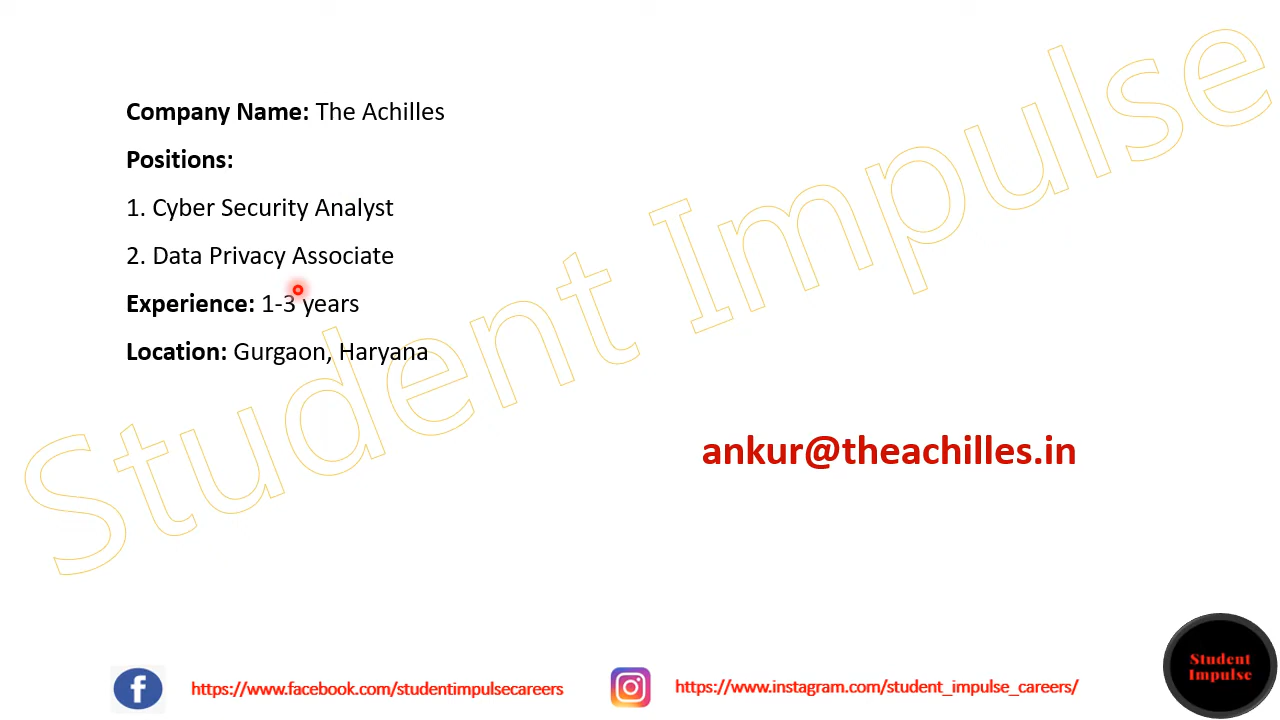 Company Name: The Achilles
Positions:
1. Cyber Security Analyst
2. Data Privacy Associate
Experience: 1-3 years
Location: Gurgaon, Haryana
Student Impulse
ankur@theachilles.in
https://www.facebook.com/studentimpulsecareers
https://www.instagram.com/student_impulse_careers/
Student
Impulse